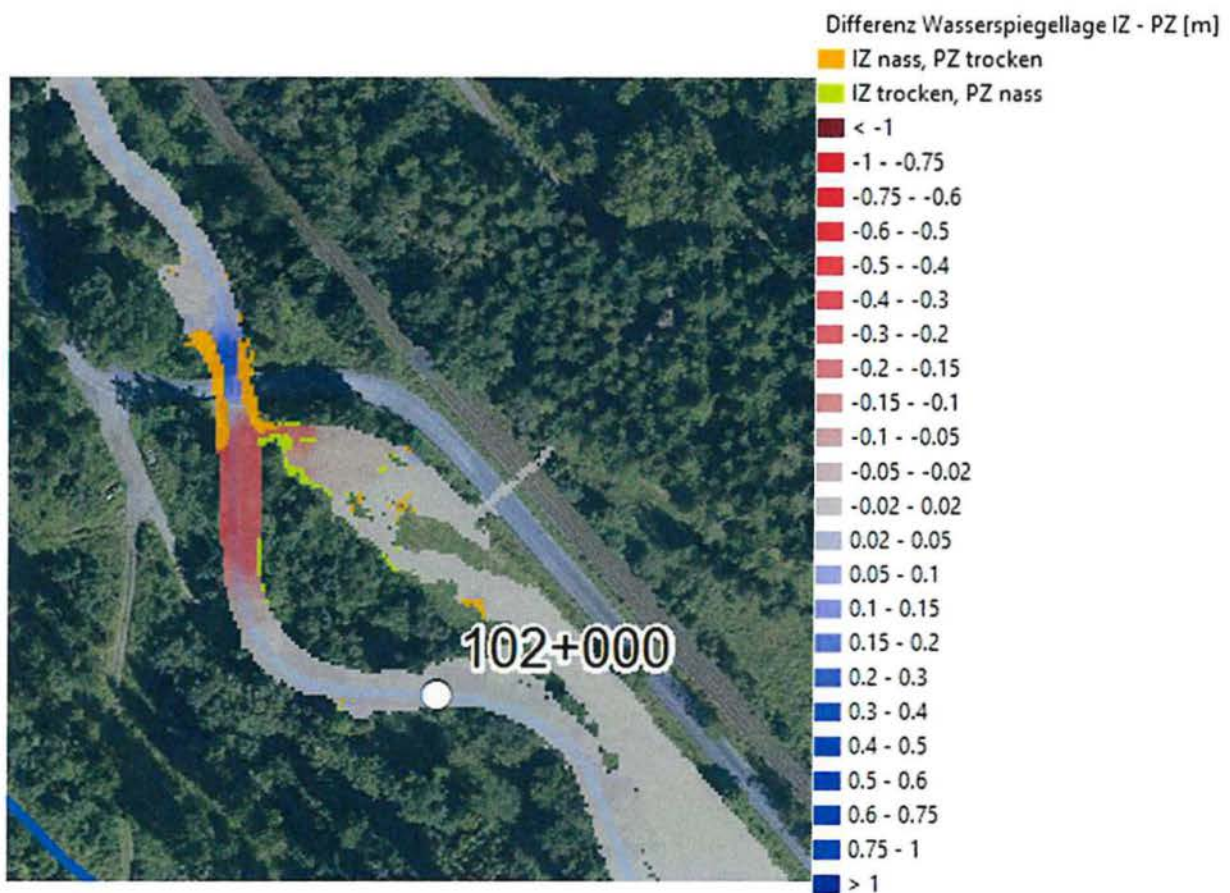 Differenz Wasserspiegellage IZ - PZ [m]
IZ nass, PZ trocken
IZ trocken, PZ nass
< -1
-1 - -0.75
-0.75 - -0.6
-0.6 - -0.5
-0.5 - -0.4
-0.4 - -0.3
-0.3 - -0.2
-0.2 - -0.15
-0.15 - -0.1
-0.1 - -0.05
-0.05 - -0.02
-0.02 - 0.02
0.02 - 0.05
0.05 - 0.1
0.1 - 0.15
0.15 - 0.2
0.2 - 0.3
0.3 - 0.4
0.4 - 0.5
0.5 - 0.6
0.6 - 0.75
0.75 - 1
> 1
102+000